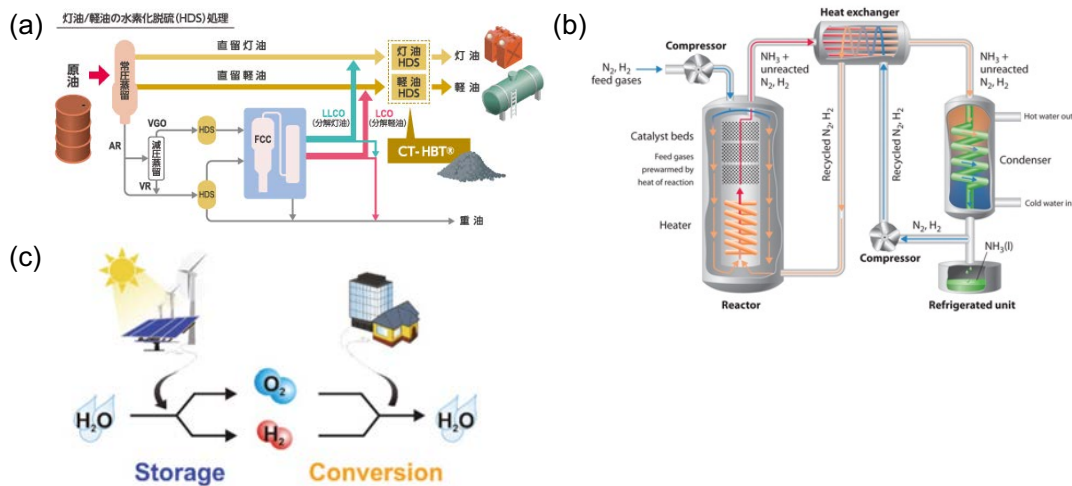 (a)
灯油/軽油の水素化脱硫(HDS)処理
原油
常圧蒸留
直留灯油
直留軽油
灯油
HDS
軽油
HDS
灯油
軽油
LLCO
(分解灯油)
LCO
(分解軽油)
CT-HBT®
AR
VGO
減圧蒸留
VR
HDS
HDS
FCC
重油
(b)
Heat exchanger
Compressor
N₂, H₂
feed gases
NH₃ +
unreacted
N₂, H₂
NH₃ +
unreacted
N₂, H₂
Catalyst beds
Feed gases
prewarmed by
heat of reaction
Heater
Reactor
Recycled N₂, H₂
Recycled N₂, H₂
Hot water out
Condenser
Cold water in
N₂, H₂
Compressor
NH₃(l)
Refrigerated unit
(c)
H₂O
O₂
H₂
H₂O
Storage
Conversion